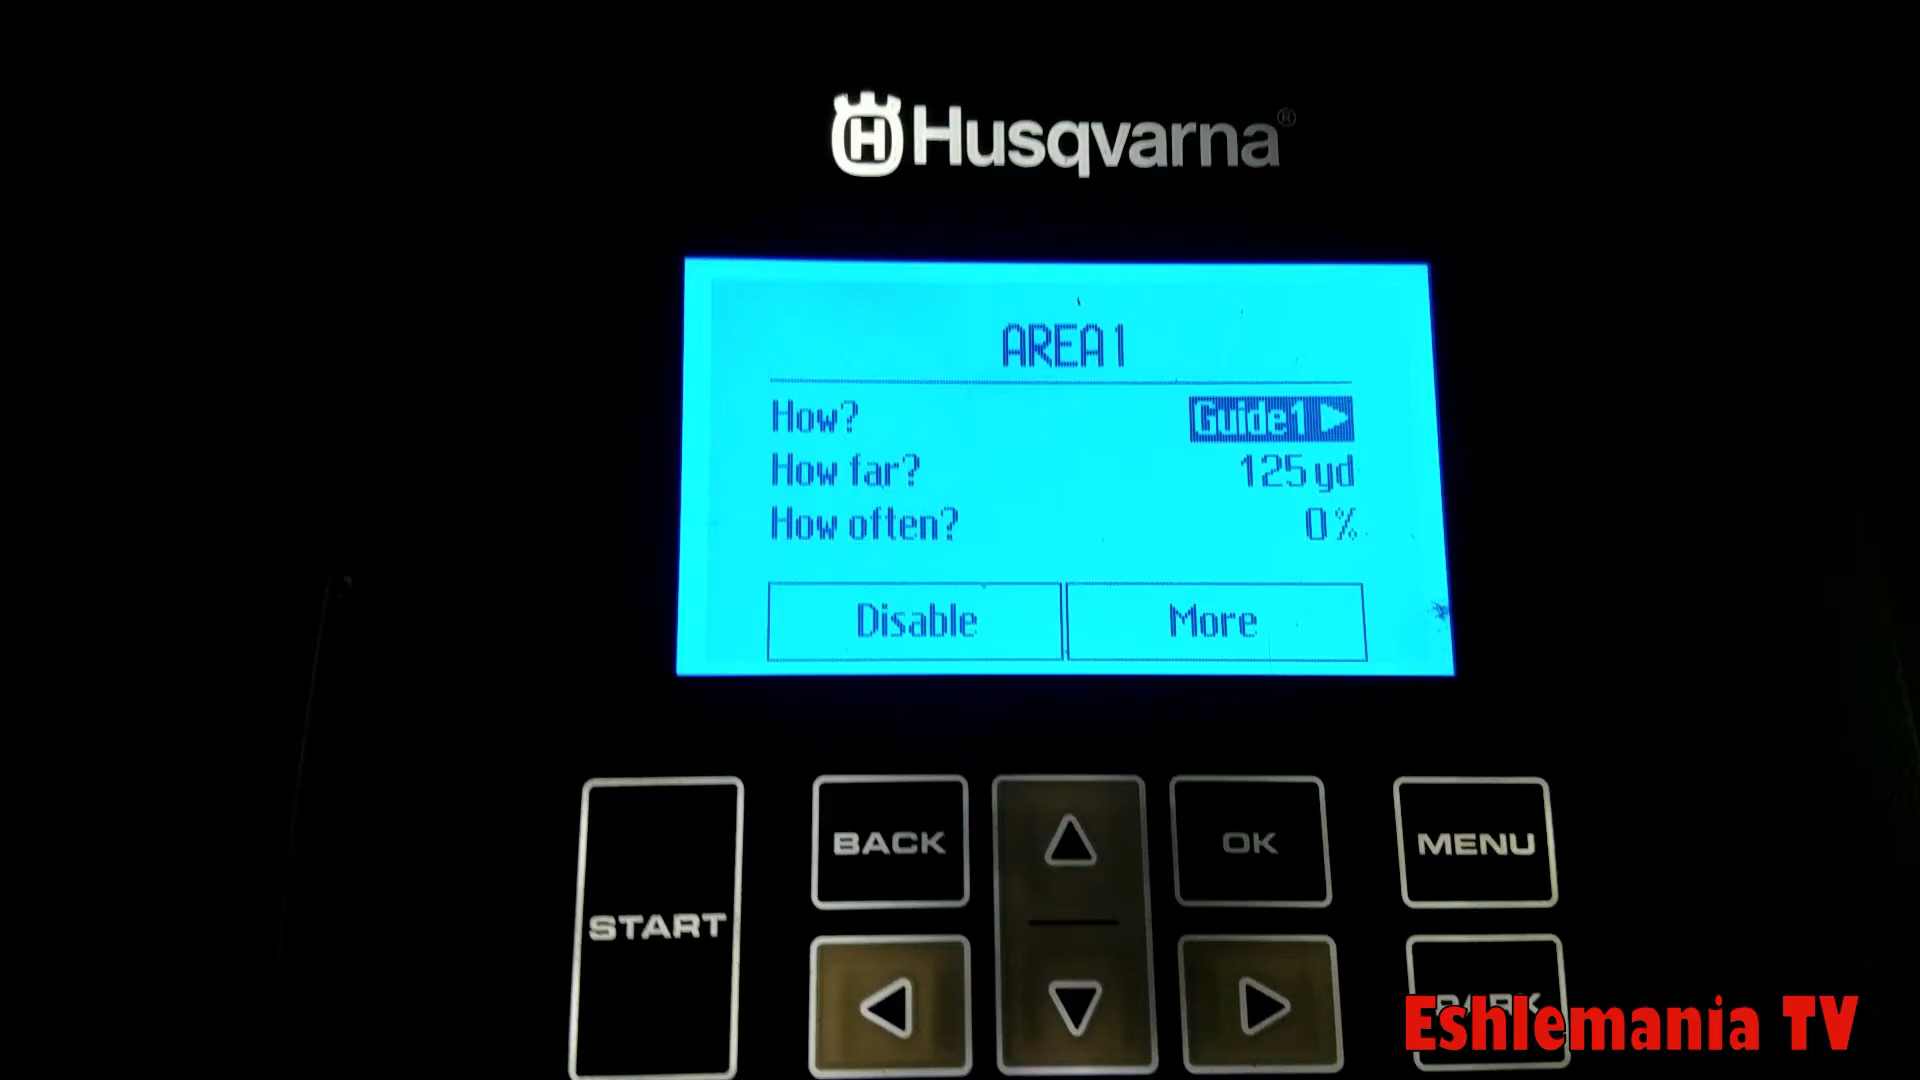 Husqvarna®
AREA 1
How? Guide1
How far? 125 yd
How often? 0%
Disable More
START
BACK
OK
MENU
PARK
Eshlemania TV